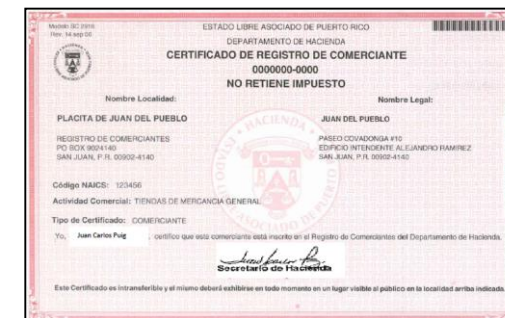 Modelo SC 2918
Rev. 14 sep 06
ESTADO LIBRE ASOCIADO DE PUERTO RICO
DEPARTAMENTO DE HACIENDA
CERTIFICADO DE REGISTRO DE COMERCIANTE
0000000-0000
NO RETIENE IMPUESTO
Nombre Localidad:
Nombre Legal:
PLACITA DE JUAN DEL PUEBLO
JUAN DEL PUEBLO
REGISTRO DE COMERCIANTES
PO BOX 9024140
SAN JUAN, P.R. 00902-4140
PASEO COVADONGA #10
EDIFICIO INTENDENTE ALEJANDRO RAMIREZ
SAN JUAN, P.R. 00902-4140
Código NAICS: 123456
Actividad Comercial: TIENDAS DE MERCANCIA GENERAL
Tipo de Certificado: COMERCIANTE
Yo, Juan Carlos Puig , certifico que este comerciante está inscrito en el Registro de Comerciantes del Departamento de Hacienda.
Secretario de Hacienda
Este Certificado es intransferible y el mismo deberá exhibirse en todo momento en un lugar visible al público en la localidad arriba indicada.